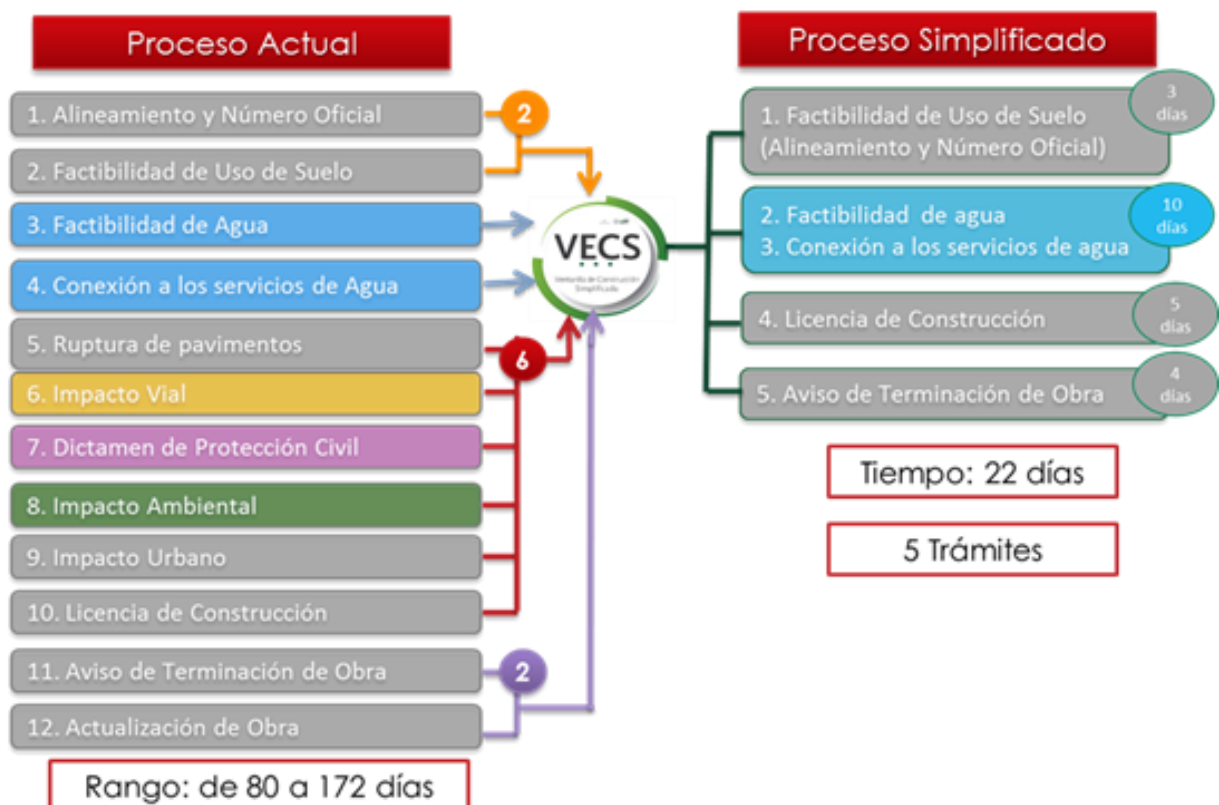 Proceso Actual
1. Alineamiento y Número Oficial
2. Factibilidad de Uso de Suelo
3. Factibilidad de Agua
4. Conexión a los servicios de Agua
5. Ruptura de pavimentos
6. Impacto Vial
7. Dictamen de Protección Civil
8. Impacto Ambiental
9. Impacto Urbano
10. Licencia de Construcción
11. Aviso de Terminación de Obra
12. Actualización de Obra
Rango: de 80 a 172 días
2
6
2
VECS
Ventanilla de Construcción
Simplificada
Proceso Simplificado
1. Factibilidad de Uso de Suelo
(Alineamiento y Número Oficial)
3
días
2. Factibilidad de agua
3. Conexión a los servicios de agua
10
días
4. Licencia de Construcción
5
días
5. Aviso de Terminación de Obra
4
días
Tiempo: 22 días
5 Trámites